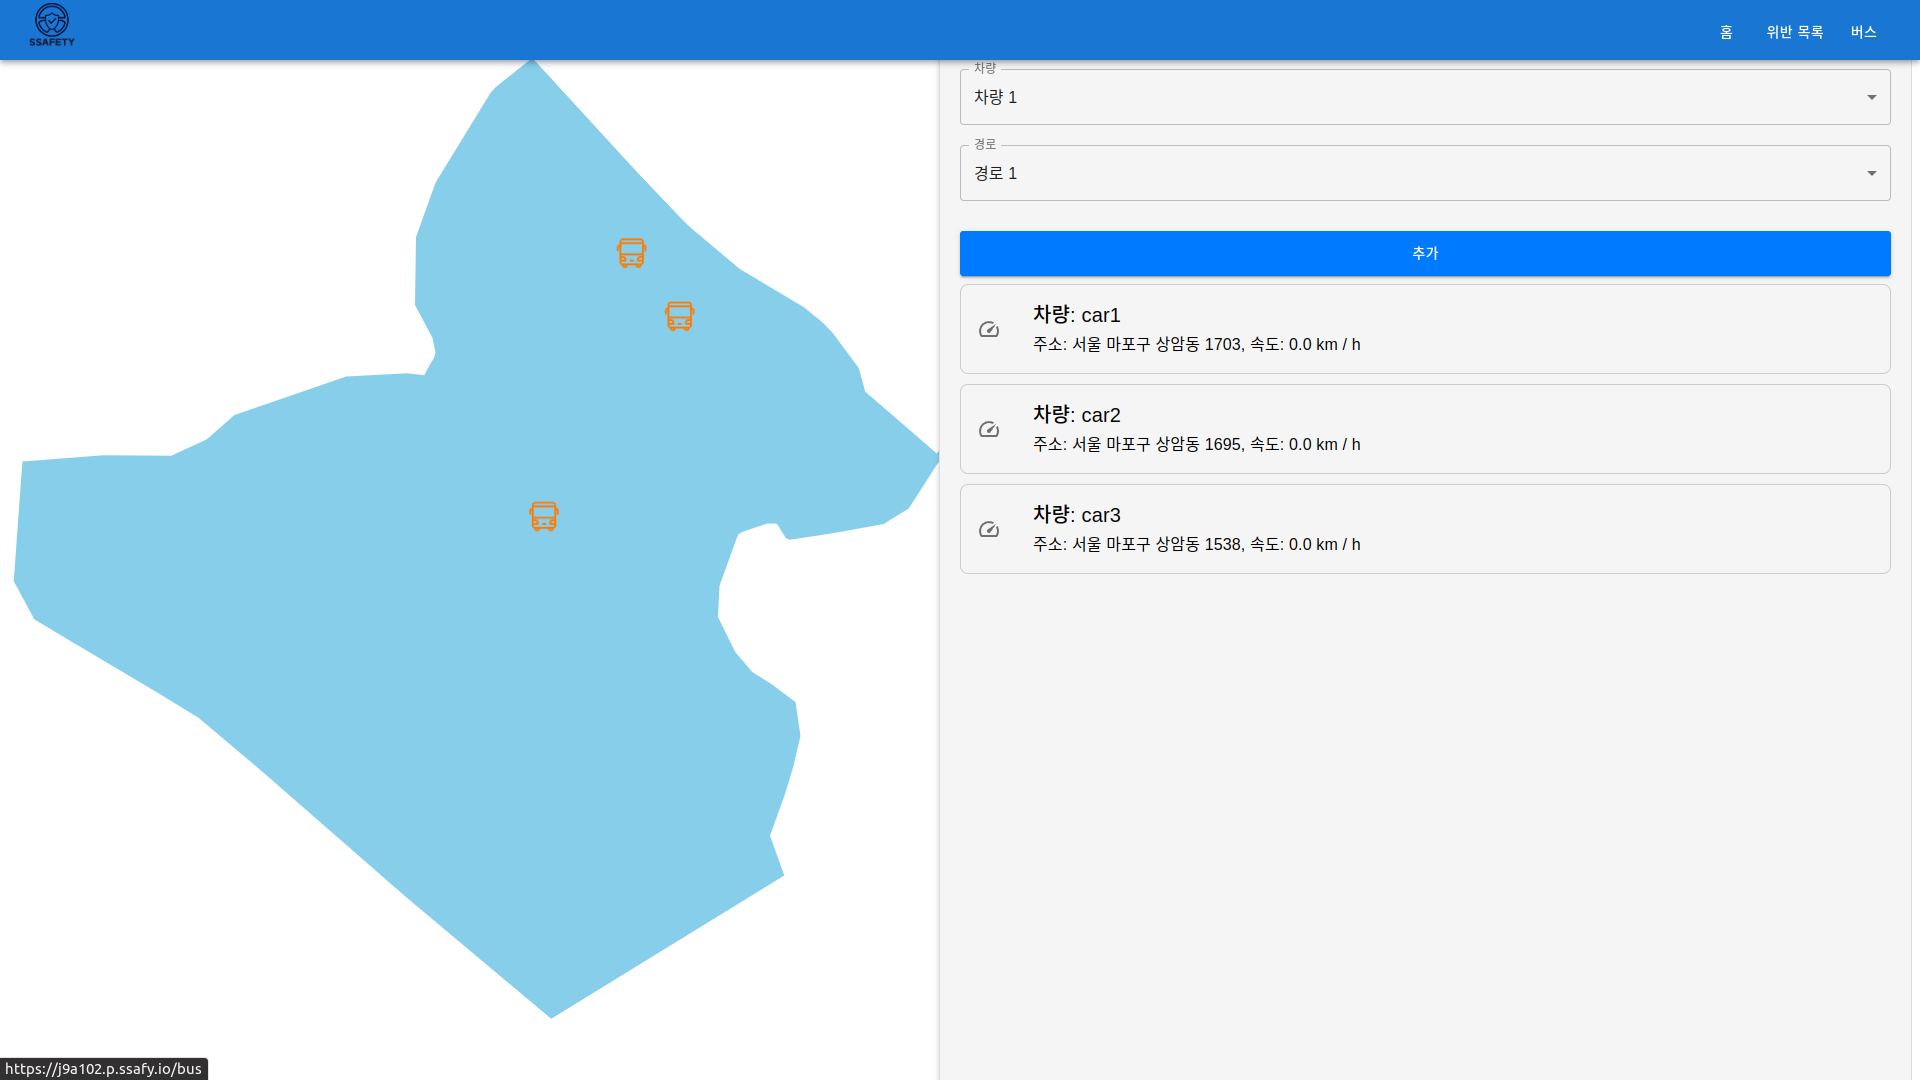 SSAFETY
홈 위반 목록 버스
차량
차량 1
경로
경로 1
추가
차량: car1
주소: 서울 마포구 상암동 1703, 속도: 0.0 km / h
차량: car2
주소: 서울 마포구 상암동 1695, 속도: 0.0 km / h
차량: car3
주소: 서울 마포구 상암동 1538, 속도: 0.0 km / h
https://j9a102.p.ssafy.io/bus